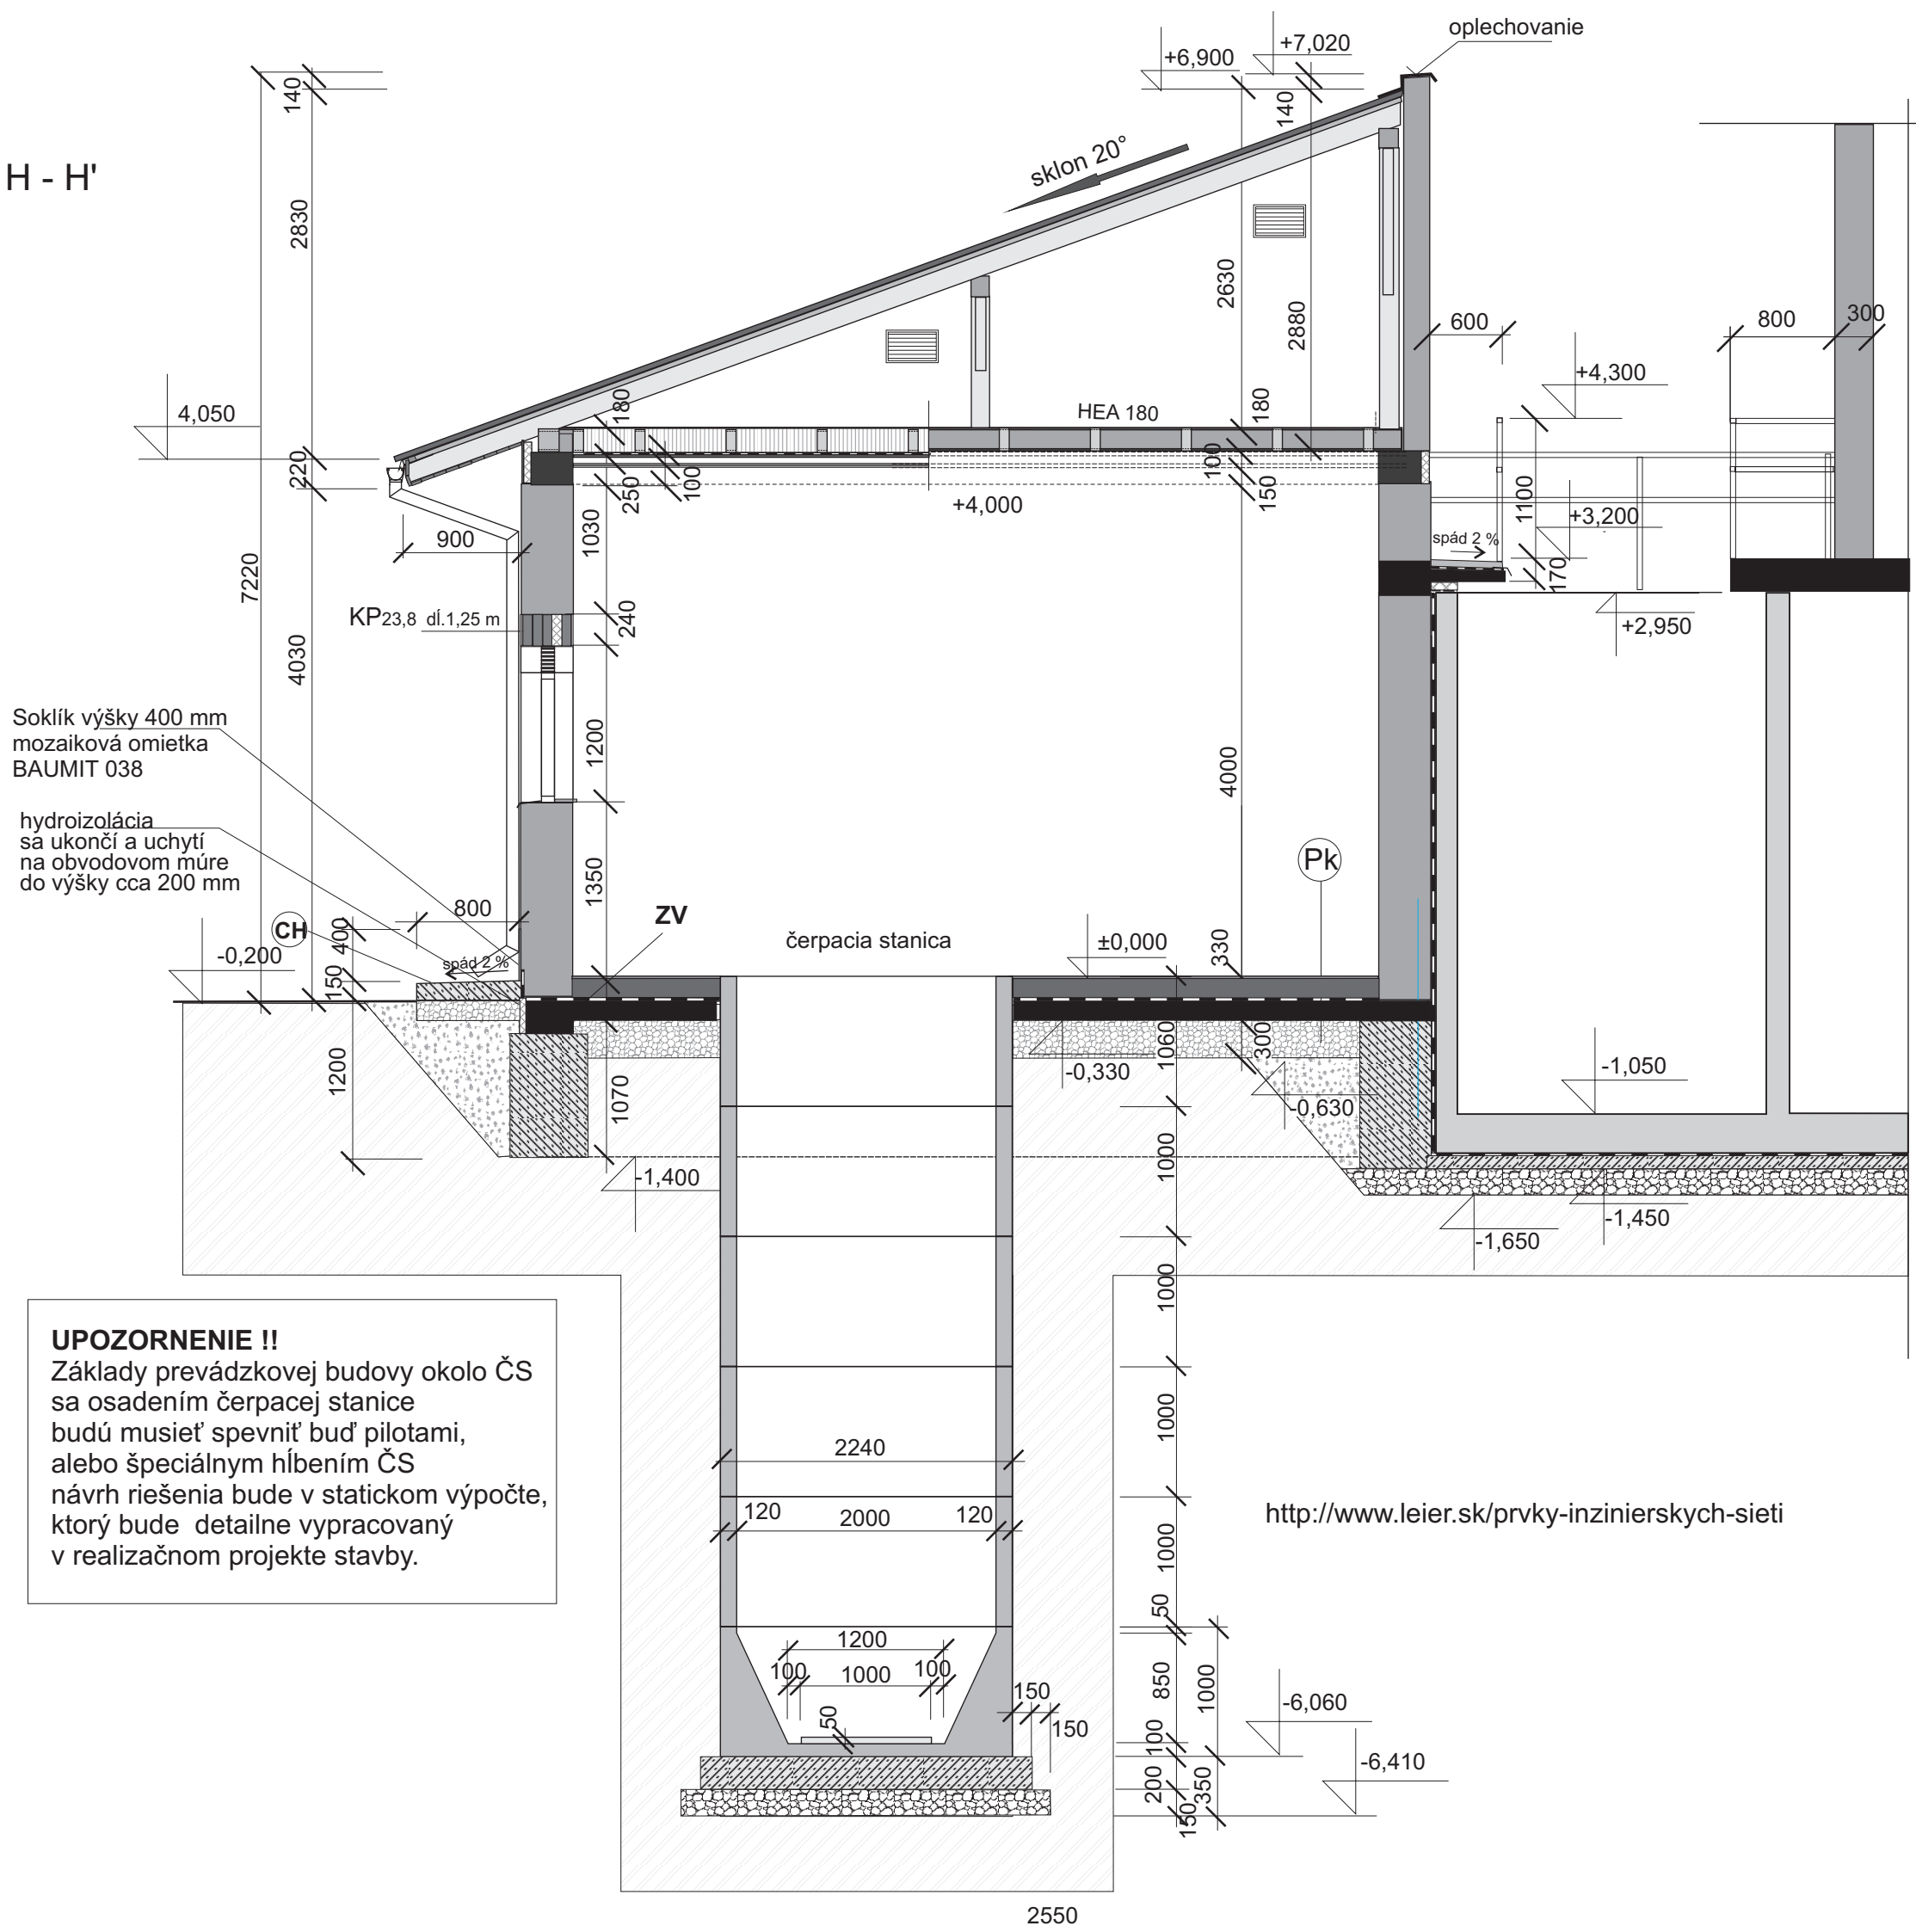 H - H'
oplechovanie
+7,020
+6,900
140
140
sklon 20°
2830
2630
2880
600
800
300
+4,300
4,050
180
HEA 180
180
220
250
100
100
150
+4,000
1100
+3,200
spád 2 %
170
900
1030
7220
KP23,8 dĺ.1,25 m
240
+2,950
4030
Soklík výšky 400 mm
mozaiková omietka
BAUMIT 038
1200
4000
hydroizolácia
sa ukončí a uchytí
na obvodovom múre
do výšky cca 200 mm
Pk
1350
800
ZV
CH
400
čerpacia stanica
±0,000
330
-0,200
spád 2 %
150
1200
1070
1060
300
-0,330
-0,630
-1,050
-1,400
1000
-1,450
-1,650
1000
UPOZORNENIE !!
Základy prevádzkovej budovy okolo ČS
sa osadením čerpacej stanice
budú musieť spevniť buď pilotami,
alebo špeciálnym hĺbením ČS
návrh riešenia bude v statickom výpočte,
ktorý bude detailne vypracovaný
v realizačnom projekte stavby.
1000
2240
120
2000
120
1000
http://www.leier.sk/prvky-inzinierskych-sieti
50
1200
100
1000
100
850
1000
150
150
50
100
-6,060
200
350
-6,410
150
2550